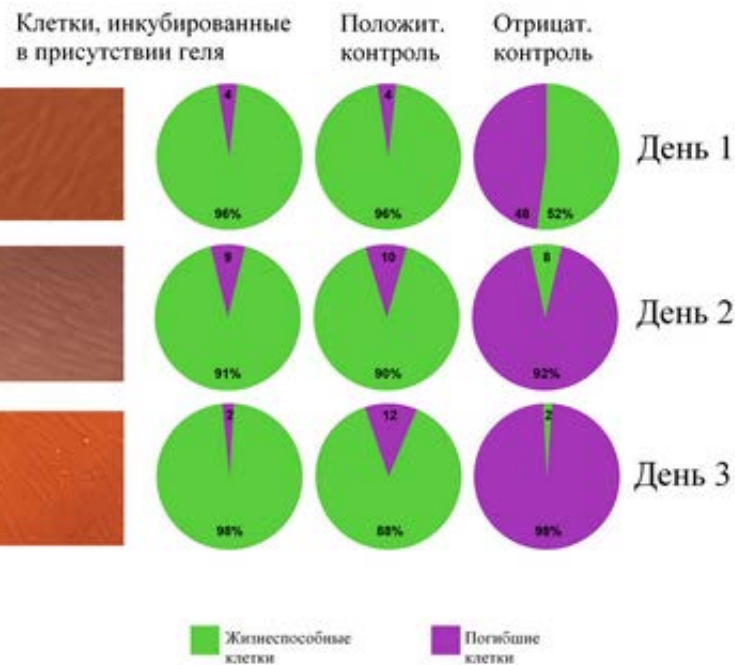 Клетки, инкубированные
в присутствии геля
Положит.
контроль
Отрицат.
контроль
4
96%
4
96%
48
52%
День 1
9
91%
10
90%
8
92%
День 2
2
98%
12
88%
2
98%
День 3
Жизнеспособные
клетки
Погибшие
клетки